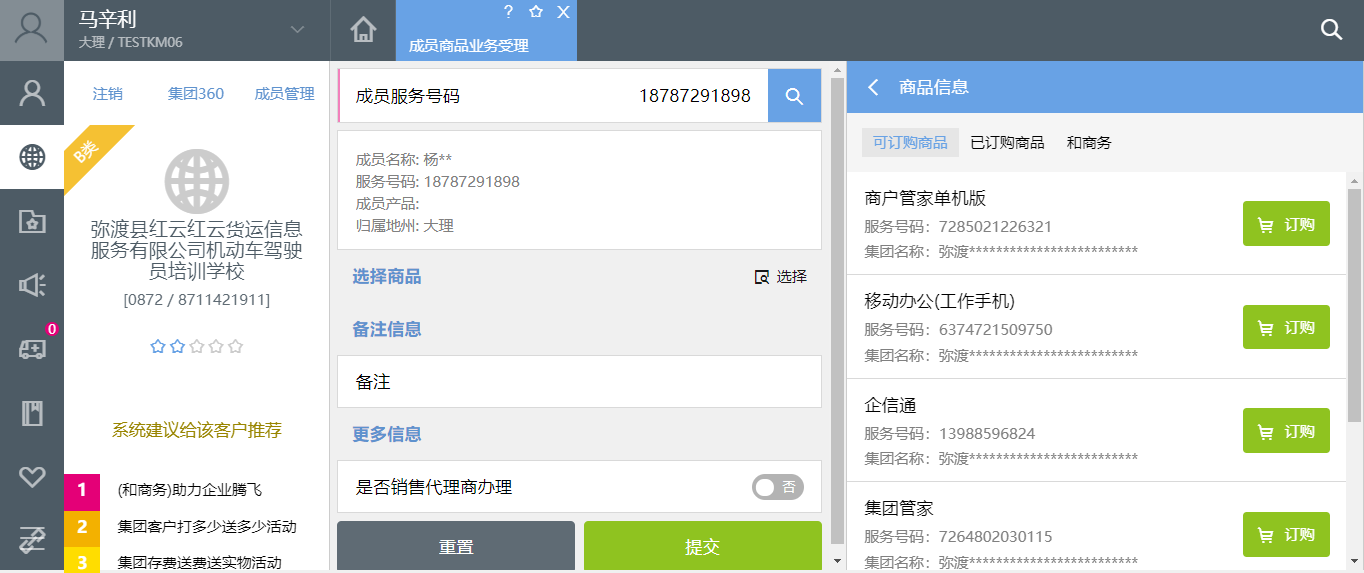 马辛利
大理 / TESTKM06
? X
成员商品业务受理
注销 集团360 成员管理
B类
弥渡县红云红云货运信息
服务有限公司机动车驾驶
员培训学校
[0872 / 8711421911]
0
系统建议给该客户推荐
1 (和商务)助力企业腾飞
2 集团客户打多少送多少活动
3 集团存费送费送实物活动
成员服务号码 18787291898
成员名称: 杨**
服务号码: 18787291898
成员产品:
归属地州: 大理
选择商品 选择
备注信息
备注
更多信息
是否销售代理商办理 否
重置 提交
商品信息
可订购商品 已订购商品 和商务
商户管家单机版
服务号码：7285021226321
集团名称：弥渡*************************
订购
移动办公(工作手机)
服务号码：6374721509750
集团名称：弥渡*************************
订购
企信通
服务号码：13988596824
集团名称：弥渡*************************
订购
集团管家
服务号码：7264802030115
集团名称：弥渡*************************
订购